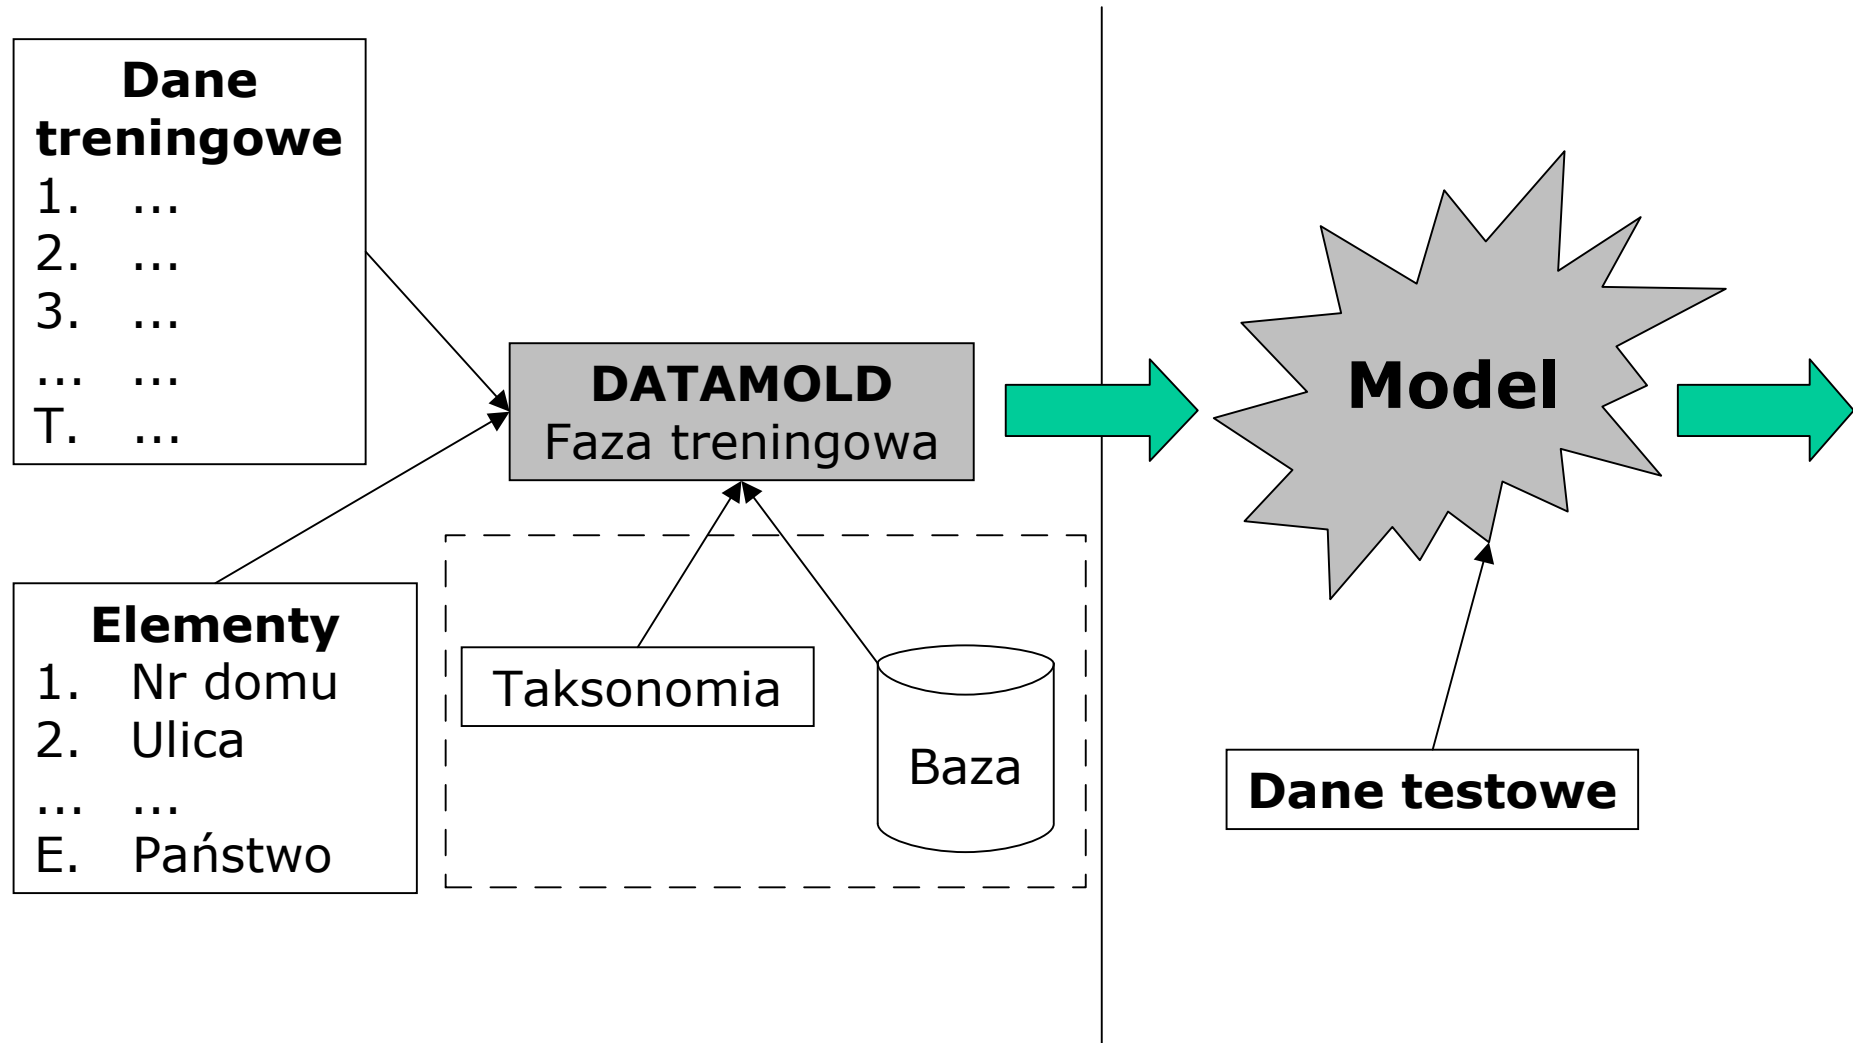 Dane
treningowe
1. ...
2. ...
3. ...
... ...
T. ...
DATAMOLD
Faza treningowa
Elementy
1. Nr domu
2. Ulica
... ...
E. Państwo
Taksonomia
Baza
Model
Dane testowe